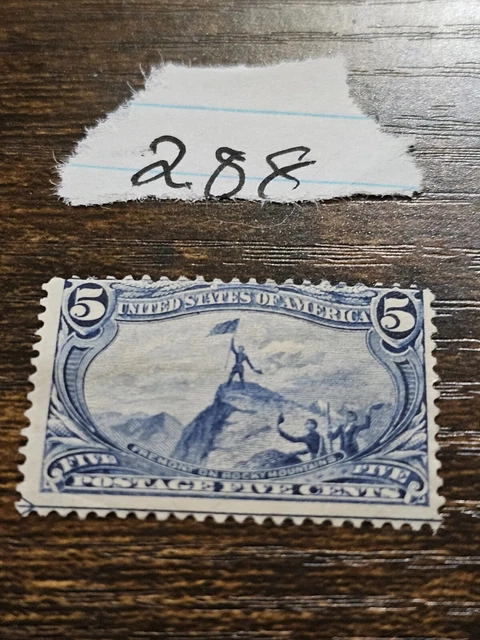 288
5 UNITED STATES OF AMERICA 5
FREMONT ON ROCKY MOUNTAINS
FIVE FIVE
POSTAGE FIVE CENTS